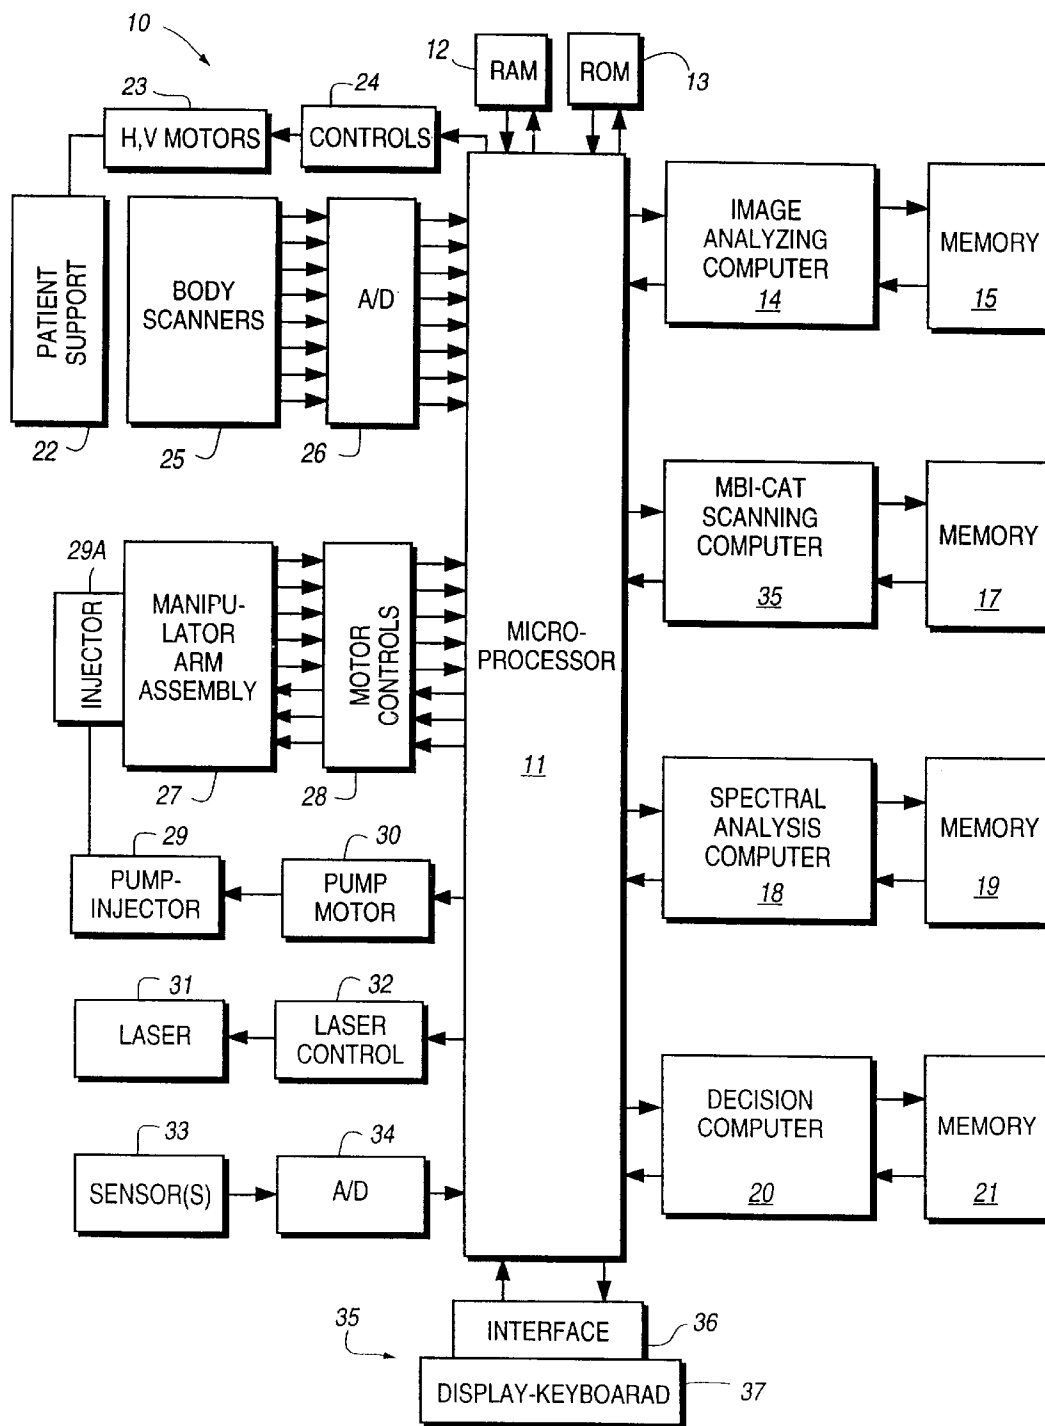 10
12
RAM
ROM
13
23
24
H,V MOTORS
CONTROLS
PATIENT
SUPPORT
22
BODY
SCANNERS
25
A/D
26
IMAGE
ANALYZING
COMPUTER
14
MEMORY
15
MBI-CAT
SCANNING
COMPUTER
35
MEMORY
17
29A
INJECTOR
MANIPU-
LATOR
ARM
ASSEMBLY
27
MOTOR
CONTROLS
28
MICRO-
PROCESSOR
11
SPECTRAL
ANALYSIS
COMPUTER
18
MEMORY
19
29
PUMP-
INJECTOR
30
PUMP
MOTOR
31
LASER
32
LASER
CONTROL
33
SENSOR(S)
34
A/D
DECISION
COMPUTER
20
MEMORY
21
35
INTERFACE
36
DISPLAY-KEYBOARAD
37